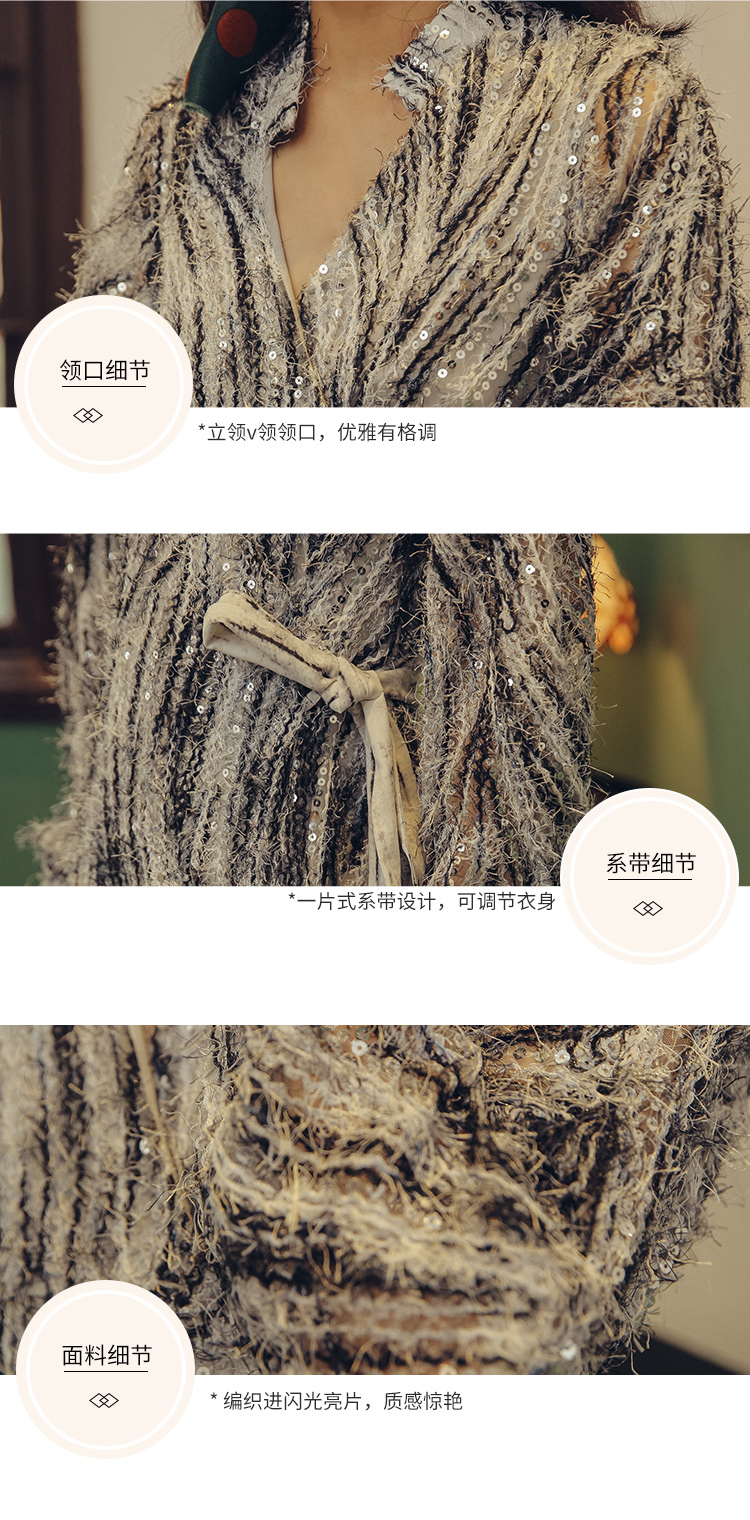 领口细节
*立领v领领口，优雅有格调
*一片式系带设计，可调节衣身
系带细节
面料细节
* 编织进闪光亮片，质感惊艳